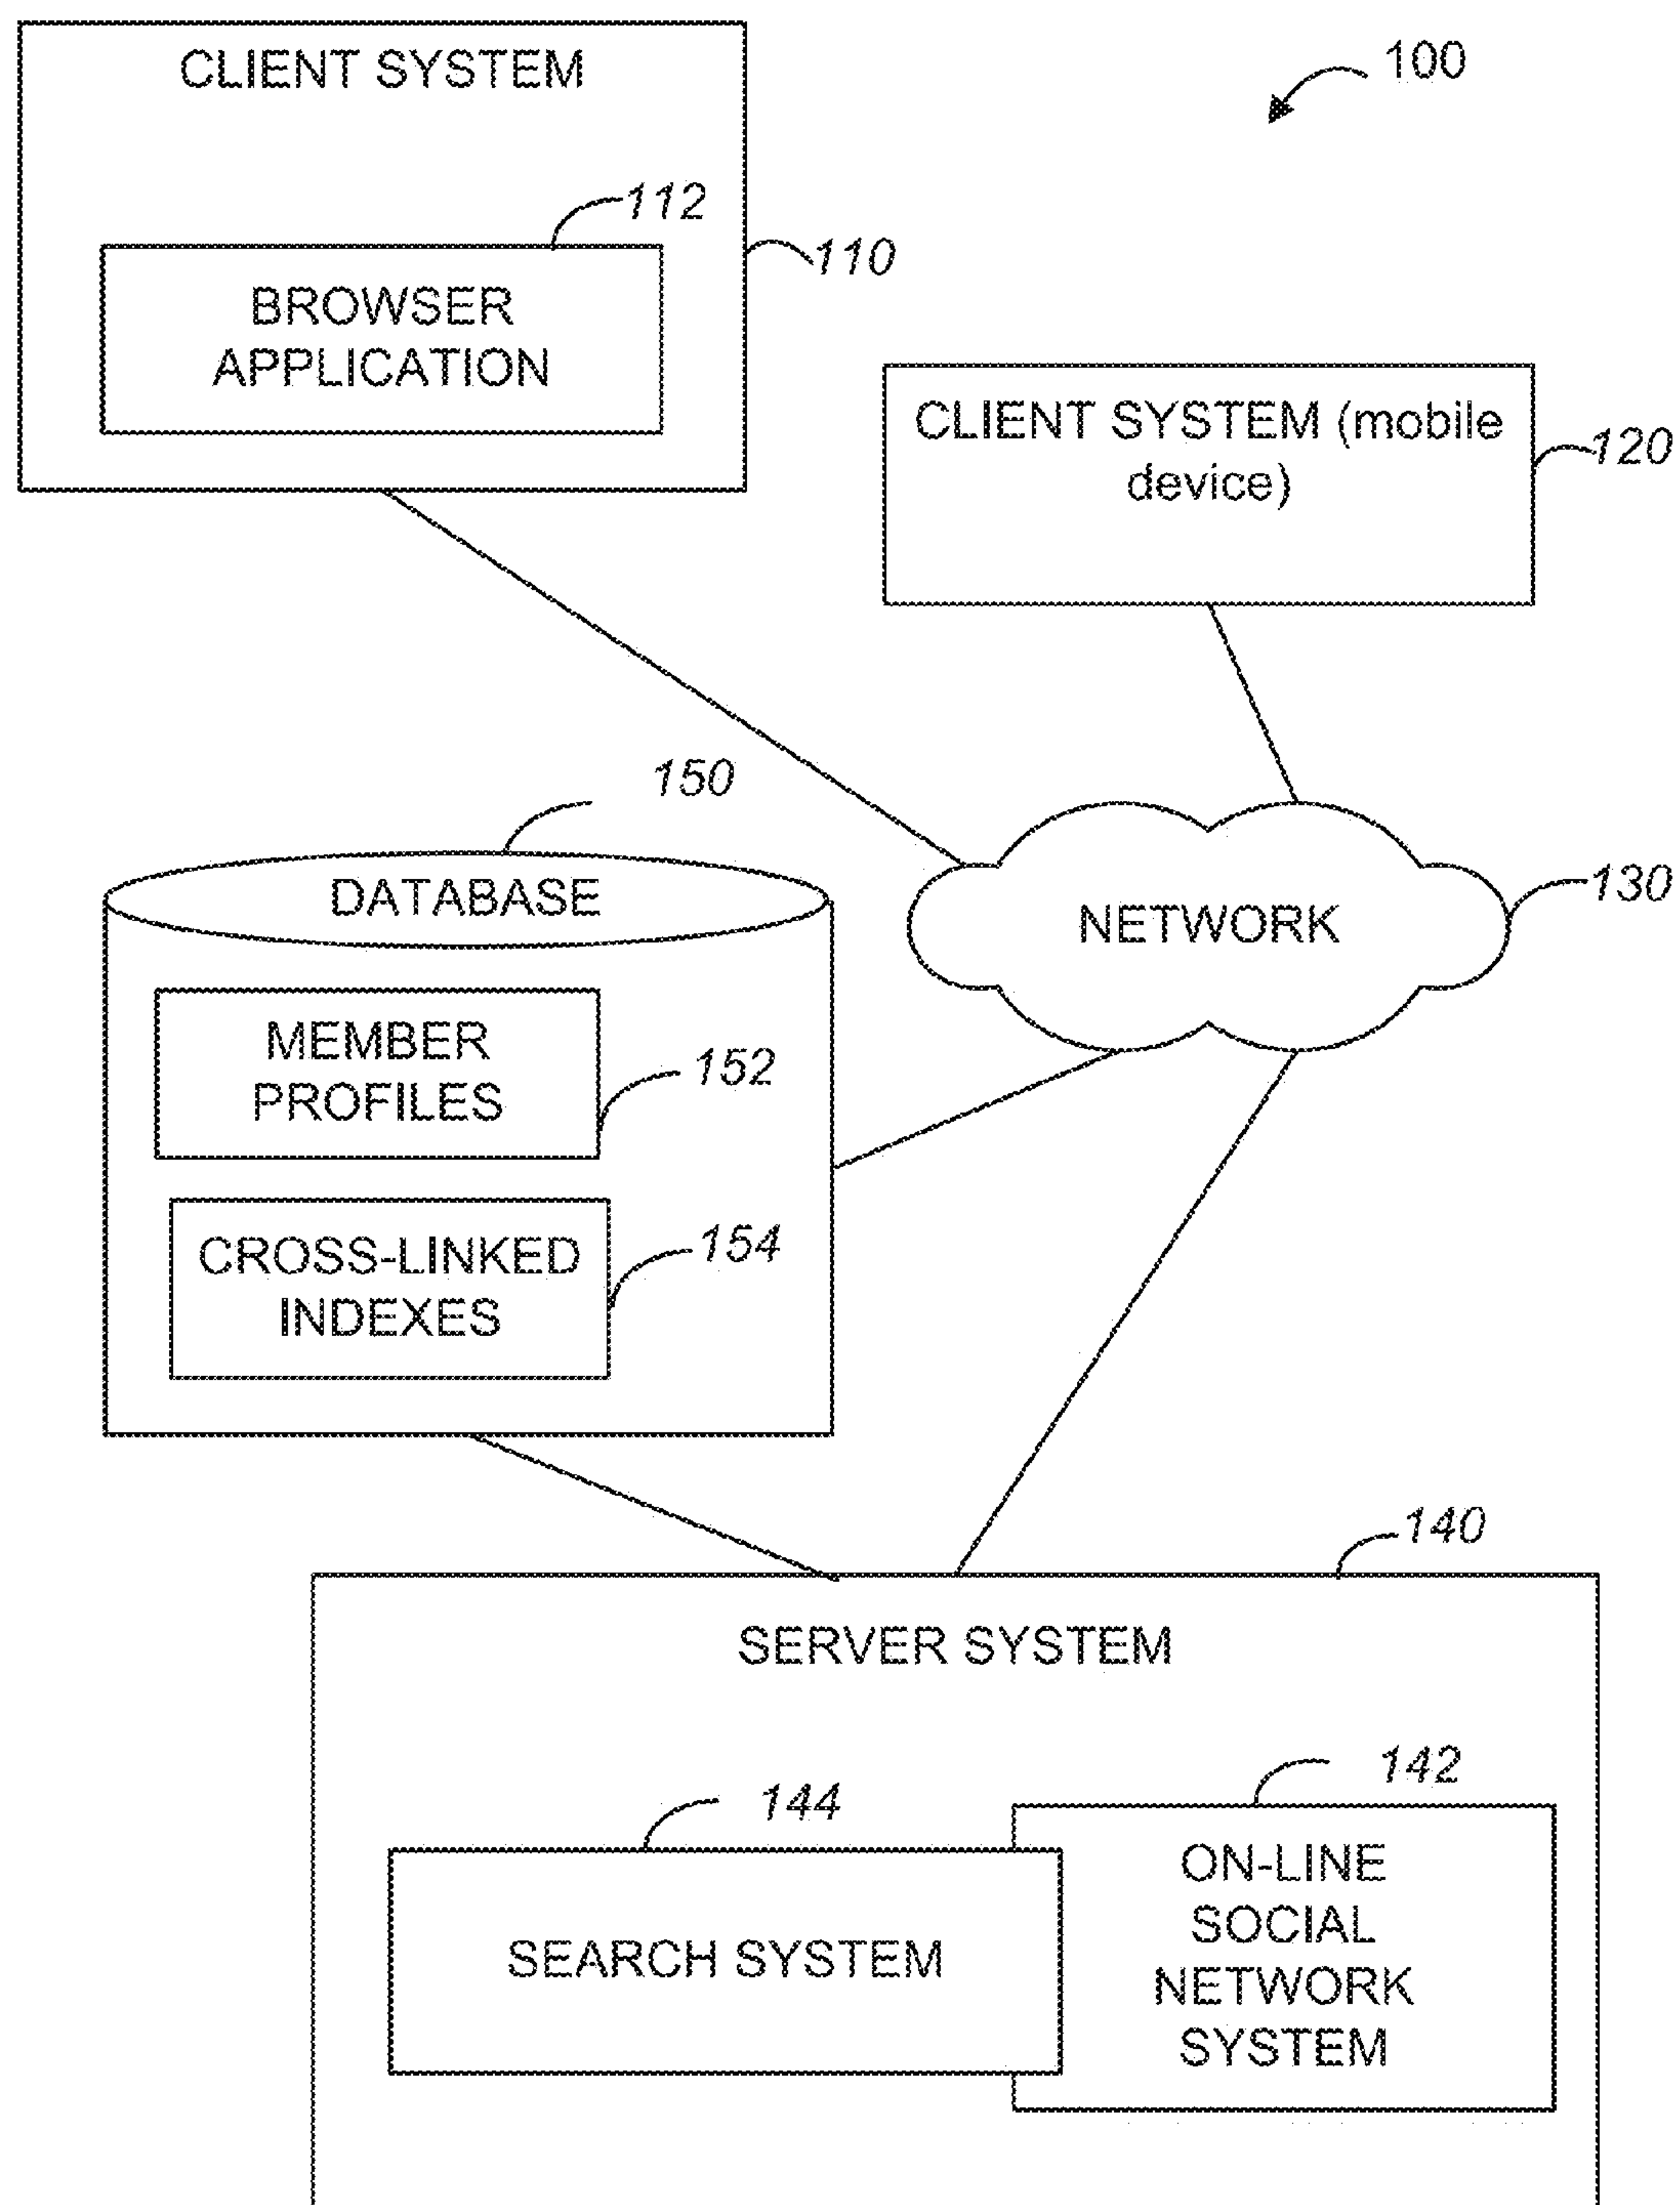 CLIENT SYSTEM
100
112
110
BROWSER
APPLICATION
CLIENT SYSTEM (mobile
device)
120
150
DATABASE
130
NETWORK
MEMBER
PROFILES
152
CROSS-LINKED
INDEXES
154
140
SERVER SYSTEM
142
144
ON-LINE
SOCIAL
NETWORK
SYSTEM
SEARCH SYSTEM